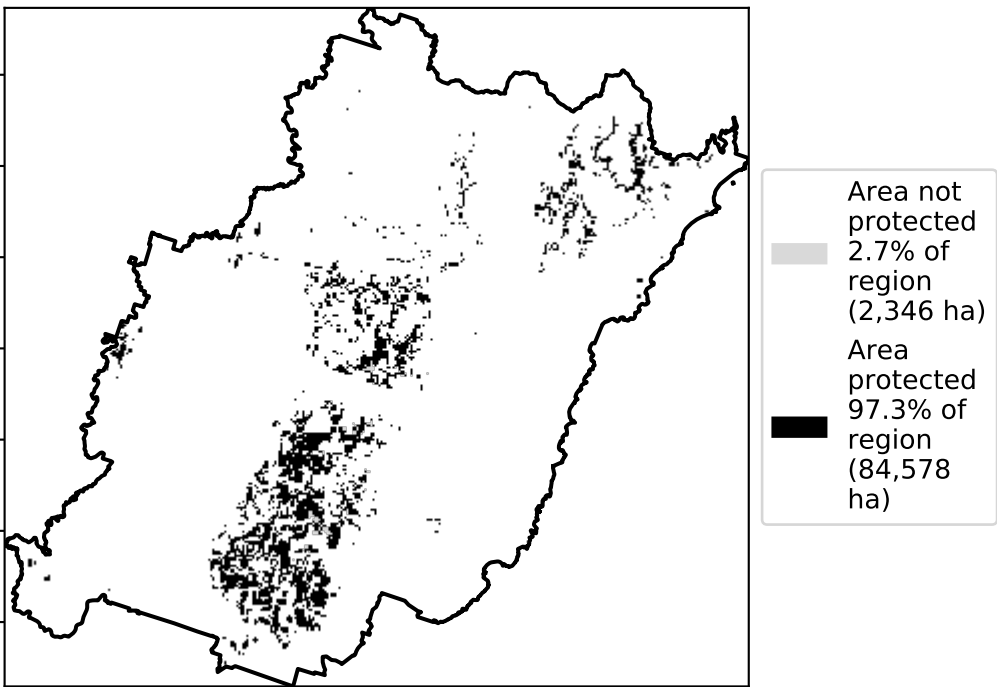 Area not
protected
2.7% of
region
(2,346 ha)
Area
protected
97.3% of
region
(84,578
ha)